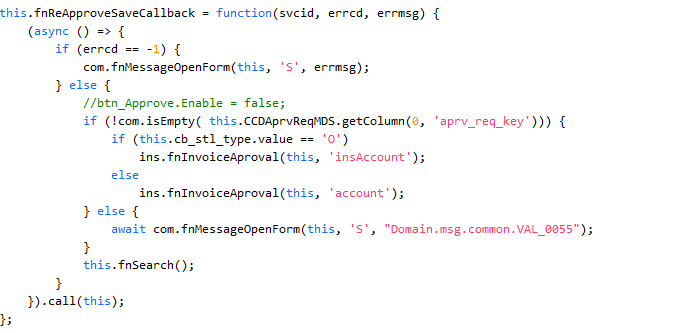 this.fnReApproveSaveCallback = function(svcid, errcd, errmsg) {
    (async () => {
        if (errcd == -1) {
            com.fnMessageOpenForm(this, 'S', errmsg);
        } else {
            //btn_Approve.Enable = false;
            if (!com.isEmpty( this.CCDAprvReqMDS.getColumn(0, 'aprv_req_key'))) {
                if (this.cb_stl_type.value == 'O')
                    ins.fnInvoiceAproval(this, 'insAccount');
                else
                    ins.fnInvoiceAproval(this, 'account');
            } else {
                await com.fnMessageOpenForm(this, 'S', "Domain.msg.common.VAL_0055");
            }
            this.fnSearch();
        }
    }).call(this);
};